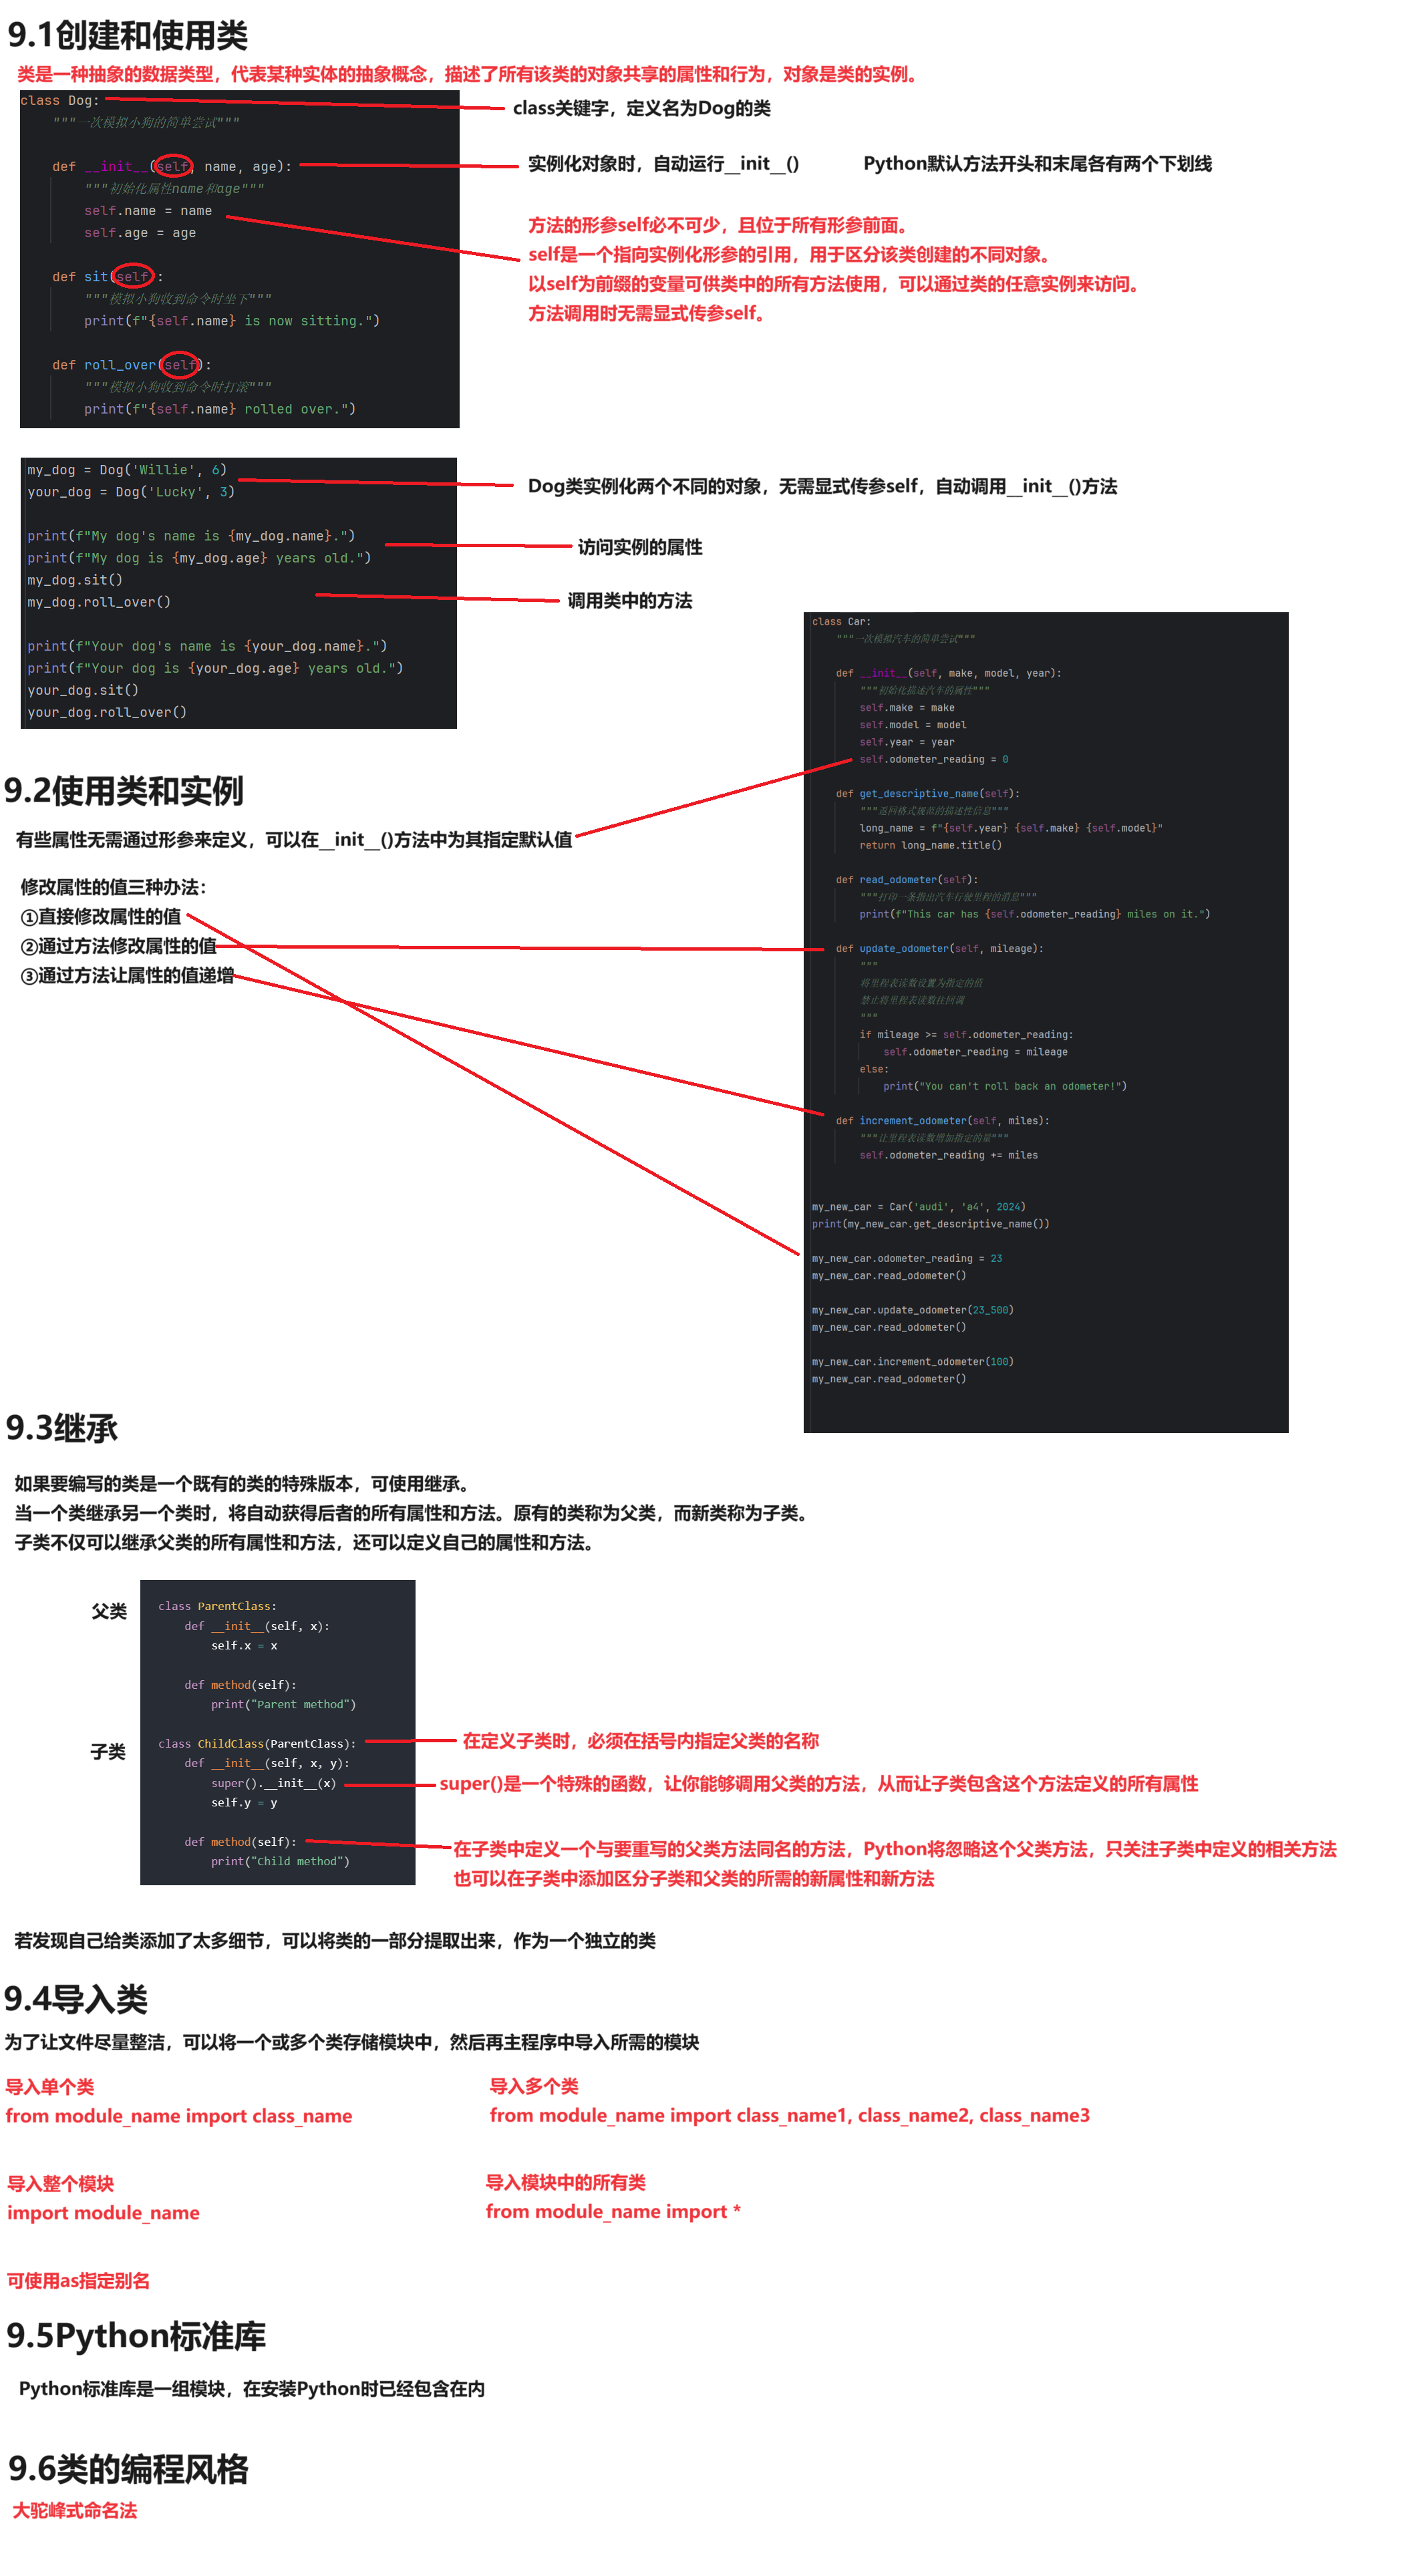 9.1创建和使用类
类是一种抽象的数据类型，代表某种实体的抽象概念，描述了所有该类的对象共享的属性和行为，对象是类的实例。
class Dog:
"""一次模拟小狗的简单尝试"""
def __init__(self, name, age):
"""初始化属性name和age"""
self.name = name
self.age = age
def sit(self):
"""模拟小狗收到命令时坐下"""
print(f"{self.name} is now sitting.")
def roll_over(self):
"""模拟小狗收到命令时打滚"""
print(f"{self.name} rolled over.")
class关键字，定义名为Dog的类
实例化对象时，自动运行__init__() Python默认方法开头和末尾各有两个下划线
方法的形参self必不可少，且位于所有形参前面。
self是一个指向实例化形参的引用，用于区分该类创建的不同对象。
以self为前缀的变量可供类中的所有方法使用，可以通过类的任意实例来访问。
方法调用时无需显式传参self。
my_dog = Dog('Willie', 6)
your_dog = Dog('Lucky', 3)
print(f"My dog's name is {my_dog.name}.")
print(f"My dog is {my_dog.age} years old.")
my_dog.sit()
my_dog.roll_over()
print(f"Your dog's name is {your_dog.name}.")
print(f"Your dog is {your_dog.age} years old.")
your_dog.sit()
your_dog.roll_over()
Dog类实例化两个不同的对象，无需显式传参self，自动调用__init__()方法
访问实例的属性
调用类中的方法
9.2使用类和实例
有些属性无需通过形参来定义，可以在__init__()方法中为其指定默认值
修改属性的值三种办法：
①直接修改属性的值
②通过方法修改属性的值
③通过方法让属性的值递增
class Car:
"""一次模拟汽车的简单尝试"""
def __init__(self, make, model, year):
"""初始化描述汽车的属性"""
self.make = make
self.model = model
self.year = year
self.odometer_reading = 0
def get_descriptive_name(self):
"""返回格式规范的描述性信息"""
long_name = f"{self.year} {self.make} {self.model}"
return long_name.title()
def read_odometer(self):
"""打印一条指出汽车行驶里程的消息"""
print(f"This car has {self.odometer_reading} miles on it.")
def update_odometer(self, mileage):
"""
将里程表读数设置为指定的值
禁止将里程表读数往回调
"""
if mileage >= self.odometer_reading:
self.odometer_reading = mileage
else:
print("You can't roll back an odometer!")
def increment_odometer(self, miles):
"""让里程表读数增加指定的量"""
self.odometer_reading += miles
my_new_car = Car('audi', 'a4', 2024)
print(my_new_car.get_descriptive_name())
my_new_car.odometer_reading = 23
my_new_car.read_odometer()
my_new_car.update_odometer(23_500)
my_new_car.read_odometer()
my_new_car.increment_odometer(100)
my_new_car.read_odometer()
9.3继承
如果要编写的类是一个既有的类的特殊版本，可使用继承。
当一个类继承另一个类时，将自动获得后者的所有属性和方法。原有的类称为父类，而新类称为子类。
子类不仅可以继承父类的所有属性和方法，还可以定义自己的属性和方法。
父类
class ParentClass:
def __init__(self, x):
self.x = x
def method(self):
print("Parent method")
子类
class ChildClass(ParentClass):
def __init__(self, x, y):
super().__init__(x)
self.y = y
def method(self):
print("Child method")
在定义子类时，必须在括号内指定父类的名称
super()是一个特殊的函数，让你能够调用父类的方法，从而让子类包含这个方法定义的所有属性
在子类中定义一个与要重写的父类方法同名的方法，Python将忽略这个父类方法，只关注子类中定义的相关方法
也可以在子类中添加区分子类和父类的所需的新属性和新方法
若发现自己给类添加了太多细节，可以将类的一部分提取出来，作为一个独立的类
9.4导入类
为了让文件尽量整洁，可以将一个或多个类存储模块中，然后再主程序中导入所需的模块
导入单个类
from module_name import class_name
导入多个类
from module_name import class_name1, class_name2, class_name3
导入整个模块
import module_name
导入模块中的所有类
from module_name import *
可使用as指定别名
9.5Python标准库
Python标准库是一组模块，在安装Python时已经包含在内
9.6类的编程风格
大驼峰式命名法